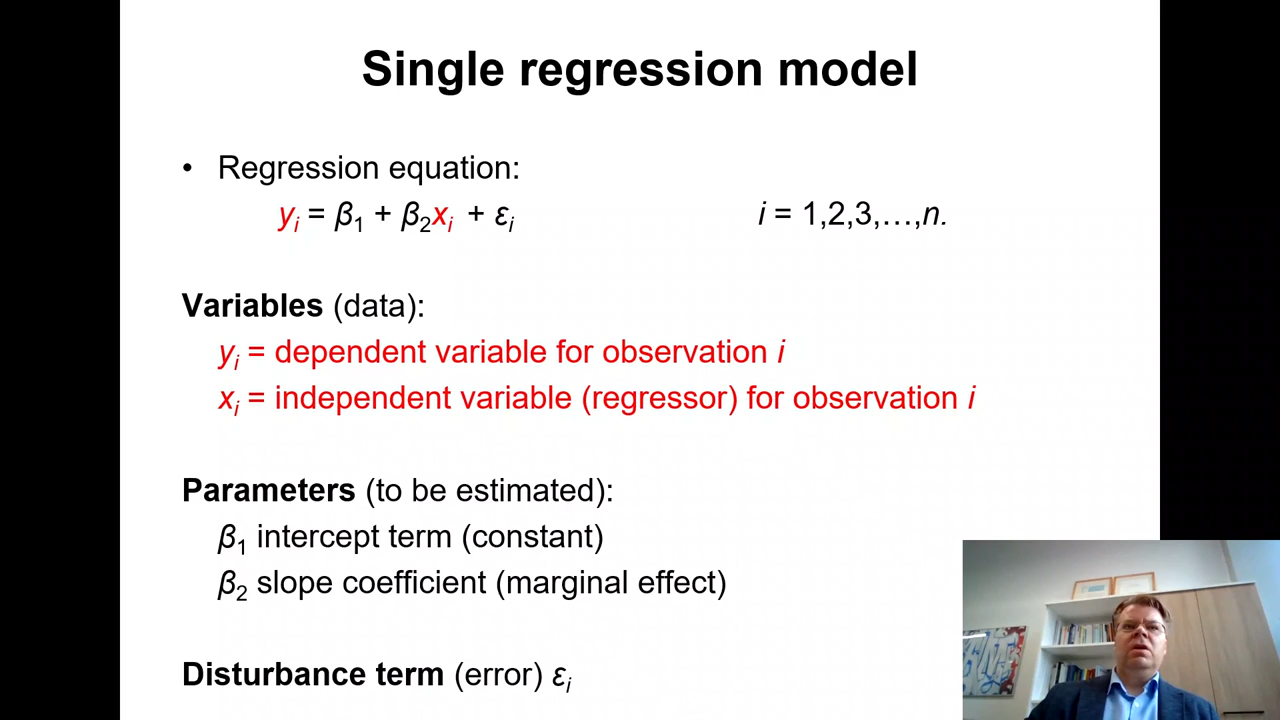 Single regression model
• Regression equation:
yᵢ = β₁ + β₂xᵢ + εᵢ i = 1,2,3,…,n.
Variables (data):
yᵢ = dependent variable for observation i
xᵢ = independent variable (regressor) for observation i
Parameters (to be estimated):
β₁ intercept term (constant)
β₂ slope coefficient (marginal effect)
Disturbance term (error) εᵢ